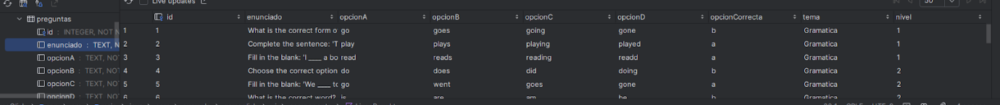 Live updates
50
preguntas
id : INTEGER, NOT N
enunciado : TEXT, N
opcionA : TEXT, NOT
opcionB : TEXT, NOT
opcionC : TEXT, NOT
opcionD : TEXT, NOT
id enunciado opcionA opcionB opcionC opcionD opcionCorrecta tema nivel
1 1 What is the correct form o go goes going gone b Gramatica 1
2 2 Complete the sentence: 'T play plays playing played a Gramatica 1
3 3 Fill in the blank: 'I ____ a bo read reads reading readd a Gramatica 1
4 4 Choose the correct option do does did doing b Gramatica 2
5 5 Fill in the blank: 'We ____ to go went goes gone a Gramatica 2
6 6 What is the correct word? is are am be b Gramatica 2